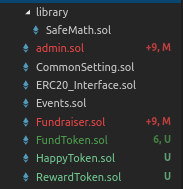 library
SafeMath.sol
admin.sol +9, M
CommonSetting.sol
ERC20_Interface.sol
Events.sol
Fundraiser.sol +9, M
FundToken.sol 6, U
HappyToken.sol U
RewardToken.sol U